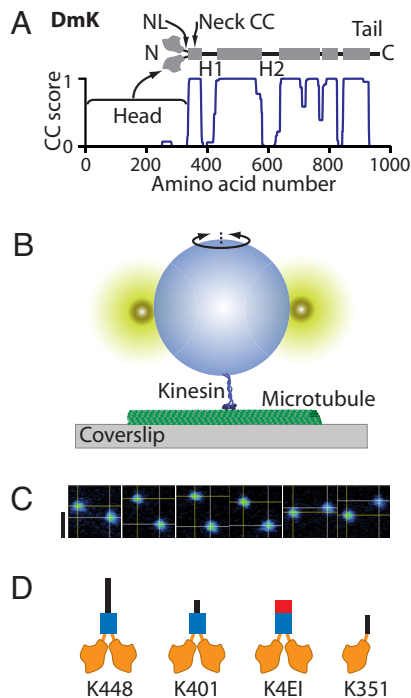 A DmK
NL Neck CC Tail
N C
H1 H2
CC score
1
0
Head
0 200 400 600 800 1000
Amino acid number
B
Kinesin
Microtubule
Coverslip
C
D
K448 K401 K4EI K351